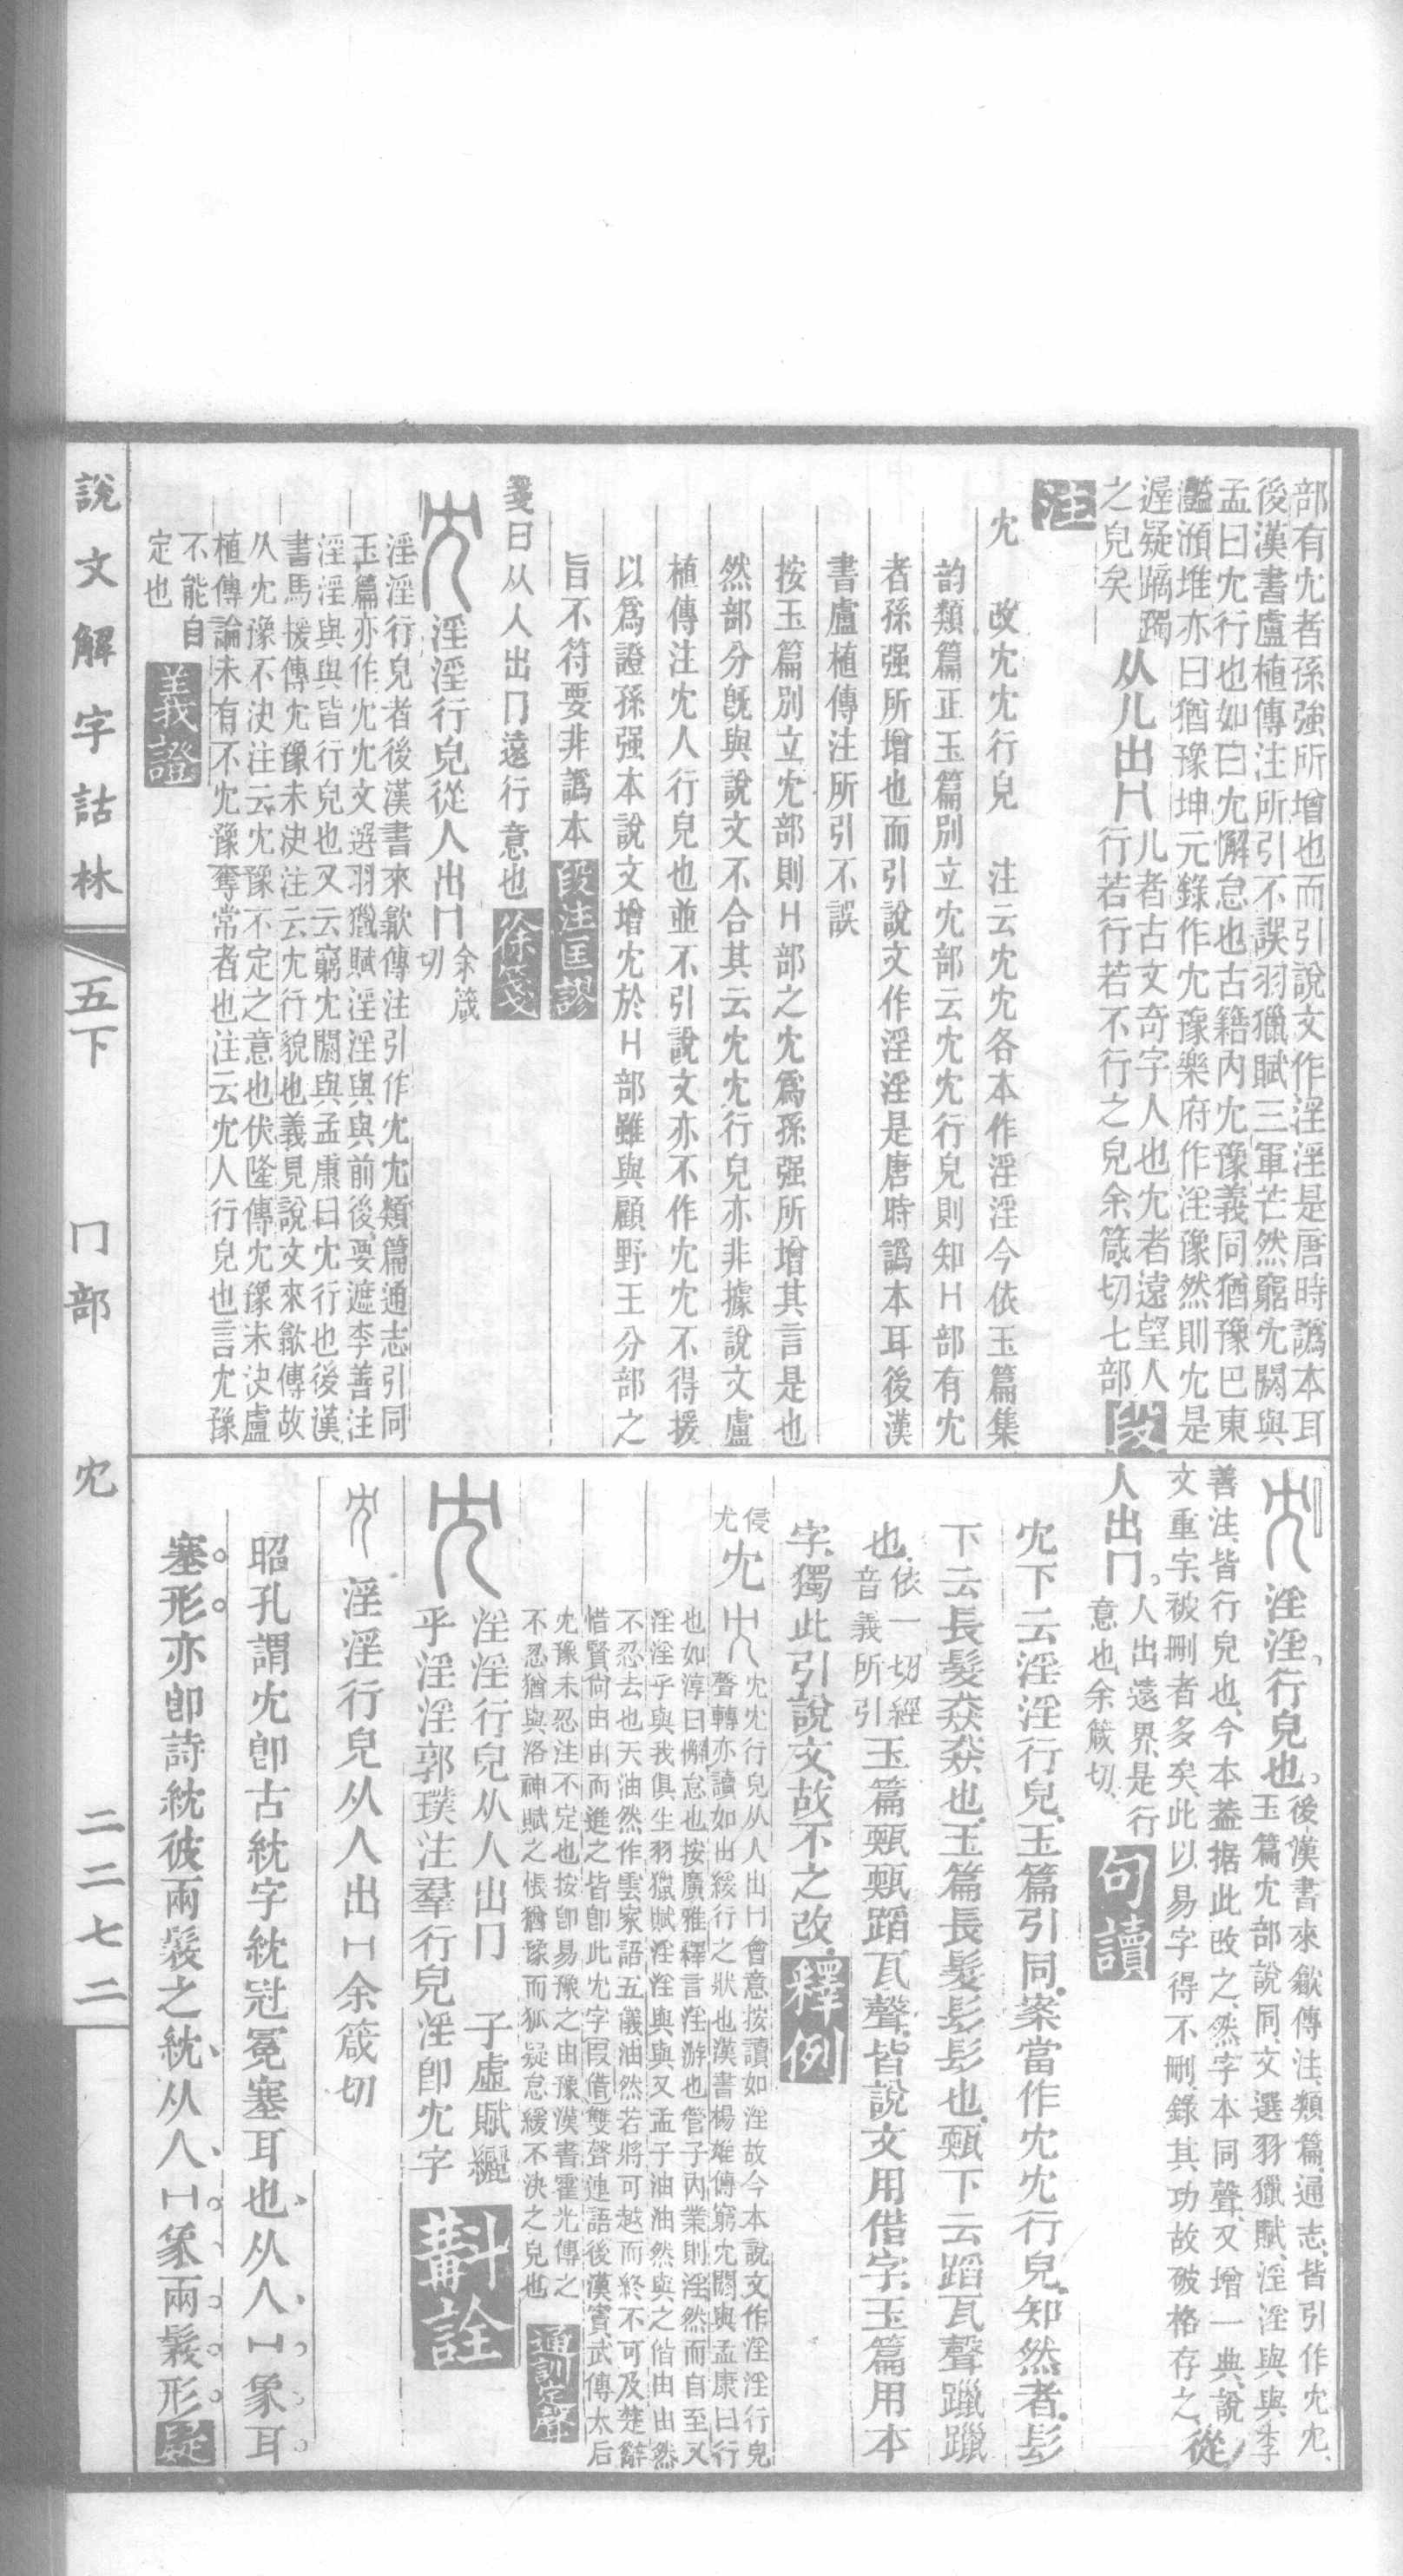 部有冘者孫強所增也而引說文作淫淫是唐時譌本耳
後漢書盧植傳注所引不誤羽獵賦三軍芒然窮冘閼與
孟曰冘行也如曰冘懈怠也古籍內冘豫義同猶豫巴東
灩澦堆亦曰猶豫坤元錄作冘豫樂府作淫豫然則冘是
遲疑蹢躅
之皃矣
从儿出冂
儿者古文奇字人也冘者遠望人
行若行若不行之皃余箴切七部
段
注
冘 改冘冘行皃 注云冘冘各本作淫淫今依玉篇集
韵類篇正玉篇別立冘部云冘冘行皃則知冂部有冘
者孫强所增也而引說文作淫淫是唐時譌本耳後漢
書盧植傳注所引不誤
按玉篇別立冘部則冂部之冘爲孫强所增其言是也
然部分旣與說文不合其云冘冘行皃亦非據說文盧
植傳注冘人行皃也並不引說文亦不作冘冘不得援
以爲證孫强本說文增冘於冂部雖與顧野王分部之
旨不符要非譌本
段注匡謬
曰从人出冂遠行意也
徐箋
淫淫行皃從人出冂
余箴
切
淫淫行皃者後漢書來歙傳注引作冘冘類篇通志引同
玉篇亦作冘冘文選羽獵賦淫淫與與前後要遮李善注
淫淫與與皆行皃也又云窮冘閼與孟康曰冘行也後漢
書馬援傳冘豫未決注云冘行貌也義見說文來歙傳故
从冘豫不決注云冘豫不定之意也伏隆傳冘豫未決盧
植傳論未有不冘豫奪常者也注云冘人行皃也言冘豫
不能自
定也
義證
淫淫行皃也
後漢書來歙傳注類篇通志皆引作冘冘
玉篇冘部說同文選羽獵賦淫淫與與李
善注皆行皃也今本蓋据此改之然字本同聲又增一典說
文重字被刪者多矣此以易字得不刪錄其功故破格存之
從
人出冂
人出遠界是行
意也余箴切
句讀
冘下云淫淫行皃玉篇引同案當作冘冘行皃知然者髟
下云長髮猋猋也玉篇長髮髟髟也甐下云蹈瓦聲躐躐
也
依一切經
音義所引
玉篇甐甐蹈瓦聲皆說文用借字玉篇用本
字獨此引說文故不之改
釋例
侵
冘
冘冘行皃从人出冂會意按讀如淫故今本說文作淫淫行皃
聲轉亦讀如由綏行之狀也漢書楊雄傳窮冘閼與孟康曰行
也如淳曰懈怠也按廣雅釋言淫游也管子內業則淫然而自至又
淫淫乎與我俱生羽獵賦淫淫與與又孟子油油然與之偕由由然
不忍去也天油然作雲家語五儀油然若將可越而終不可及楚辭
惜賢尙由由而進之皆卽此冘字叚借雙聲連語後漢竇武傳太后
冘豫未忍注不定也按卽易豫之由豫漢書霍光傳之
不忍猶與洛神賦之悵猶豫而狐疑怠緩不決之皃也
通訓定聲
淫淫行皃从人出冂 子虛賦纚
乎淫淫郭璞注羣行皃淫卽冘字
斠詮
淫淫行皃从人出冂余箴切
昭孔謂冘卽古紞字紞冠冕塞耳也从人冂象耳
塞形亦卽詩紞彼兩髦之紞从人冂象兩髦形
疑
說文解字詁林
五下
冂部
冘
二二七二